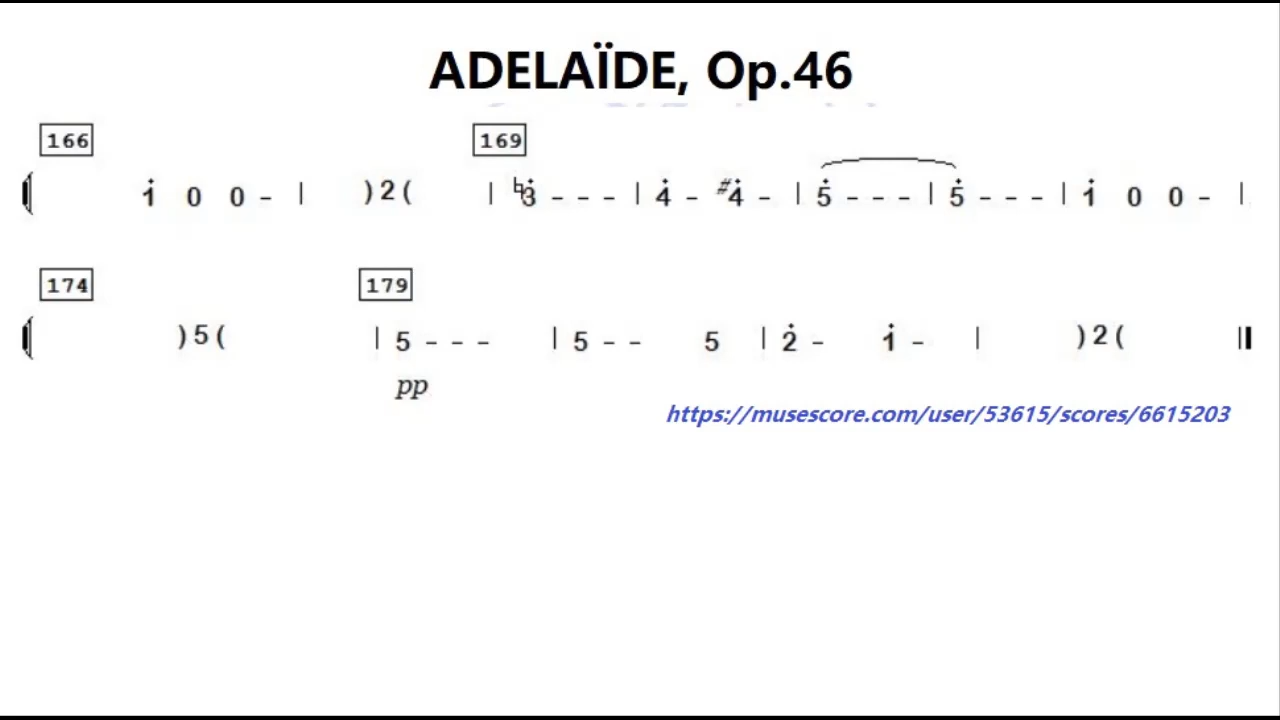 ADELAÏDE, Op.46
166 169
1̇ 0 0 - | )2( | ♮3̇ - - - | 4̇ - #4̇ - | 5̇ - - - | 5̇ - - - | 1̇ 0 0 - |
174 179
)5( | 5 - - - | 5 - - 5 | 2̇ - 1̇ - | )2( ||
pp
https://musescore.com/user/53615/scores/6615203